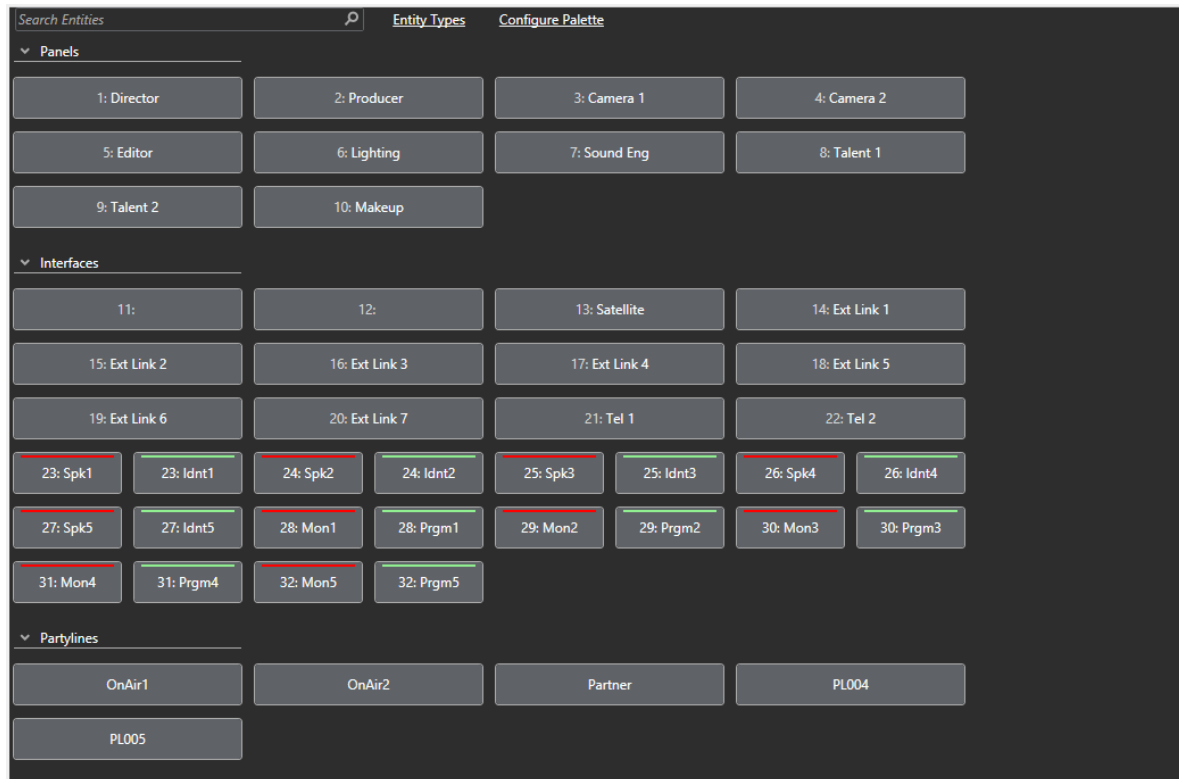 Search Entities Entity Types Configure Palette
Panels
1: Director 2: Producer 3: Camera 1 4: Camera 2
5: Editor 6: Lighting 7: Sound Eng 8: Talent 1
9: Talent 2 10: Makeup
Interfaces
11: 12: 13: Satellite 14: Ext Link 1
15: Ext Link 2 16: Ext Link 3 17: Ext Link 4 18: Ext Link 5
19: Ext Link 6 20: Ext Link 7 21: Tel 1 22: Tel 2
23: Spk1 23: Idnt1 24: Spk2 24: Idnt2 25: Spk3 25: Idnt3 26: Spk4 26: Idnt4
27: Spk5 27: Idnt5 28: Mon1 28: Prgm1 29: Mon2 29: Prgm2 30: Mon3 30: Prgm3
31: Mon4 31: Prgm4 32: Mon5 32: Prgm5
Partylines
OnAir1 OnAir2 Partner PL004
PL005